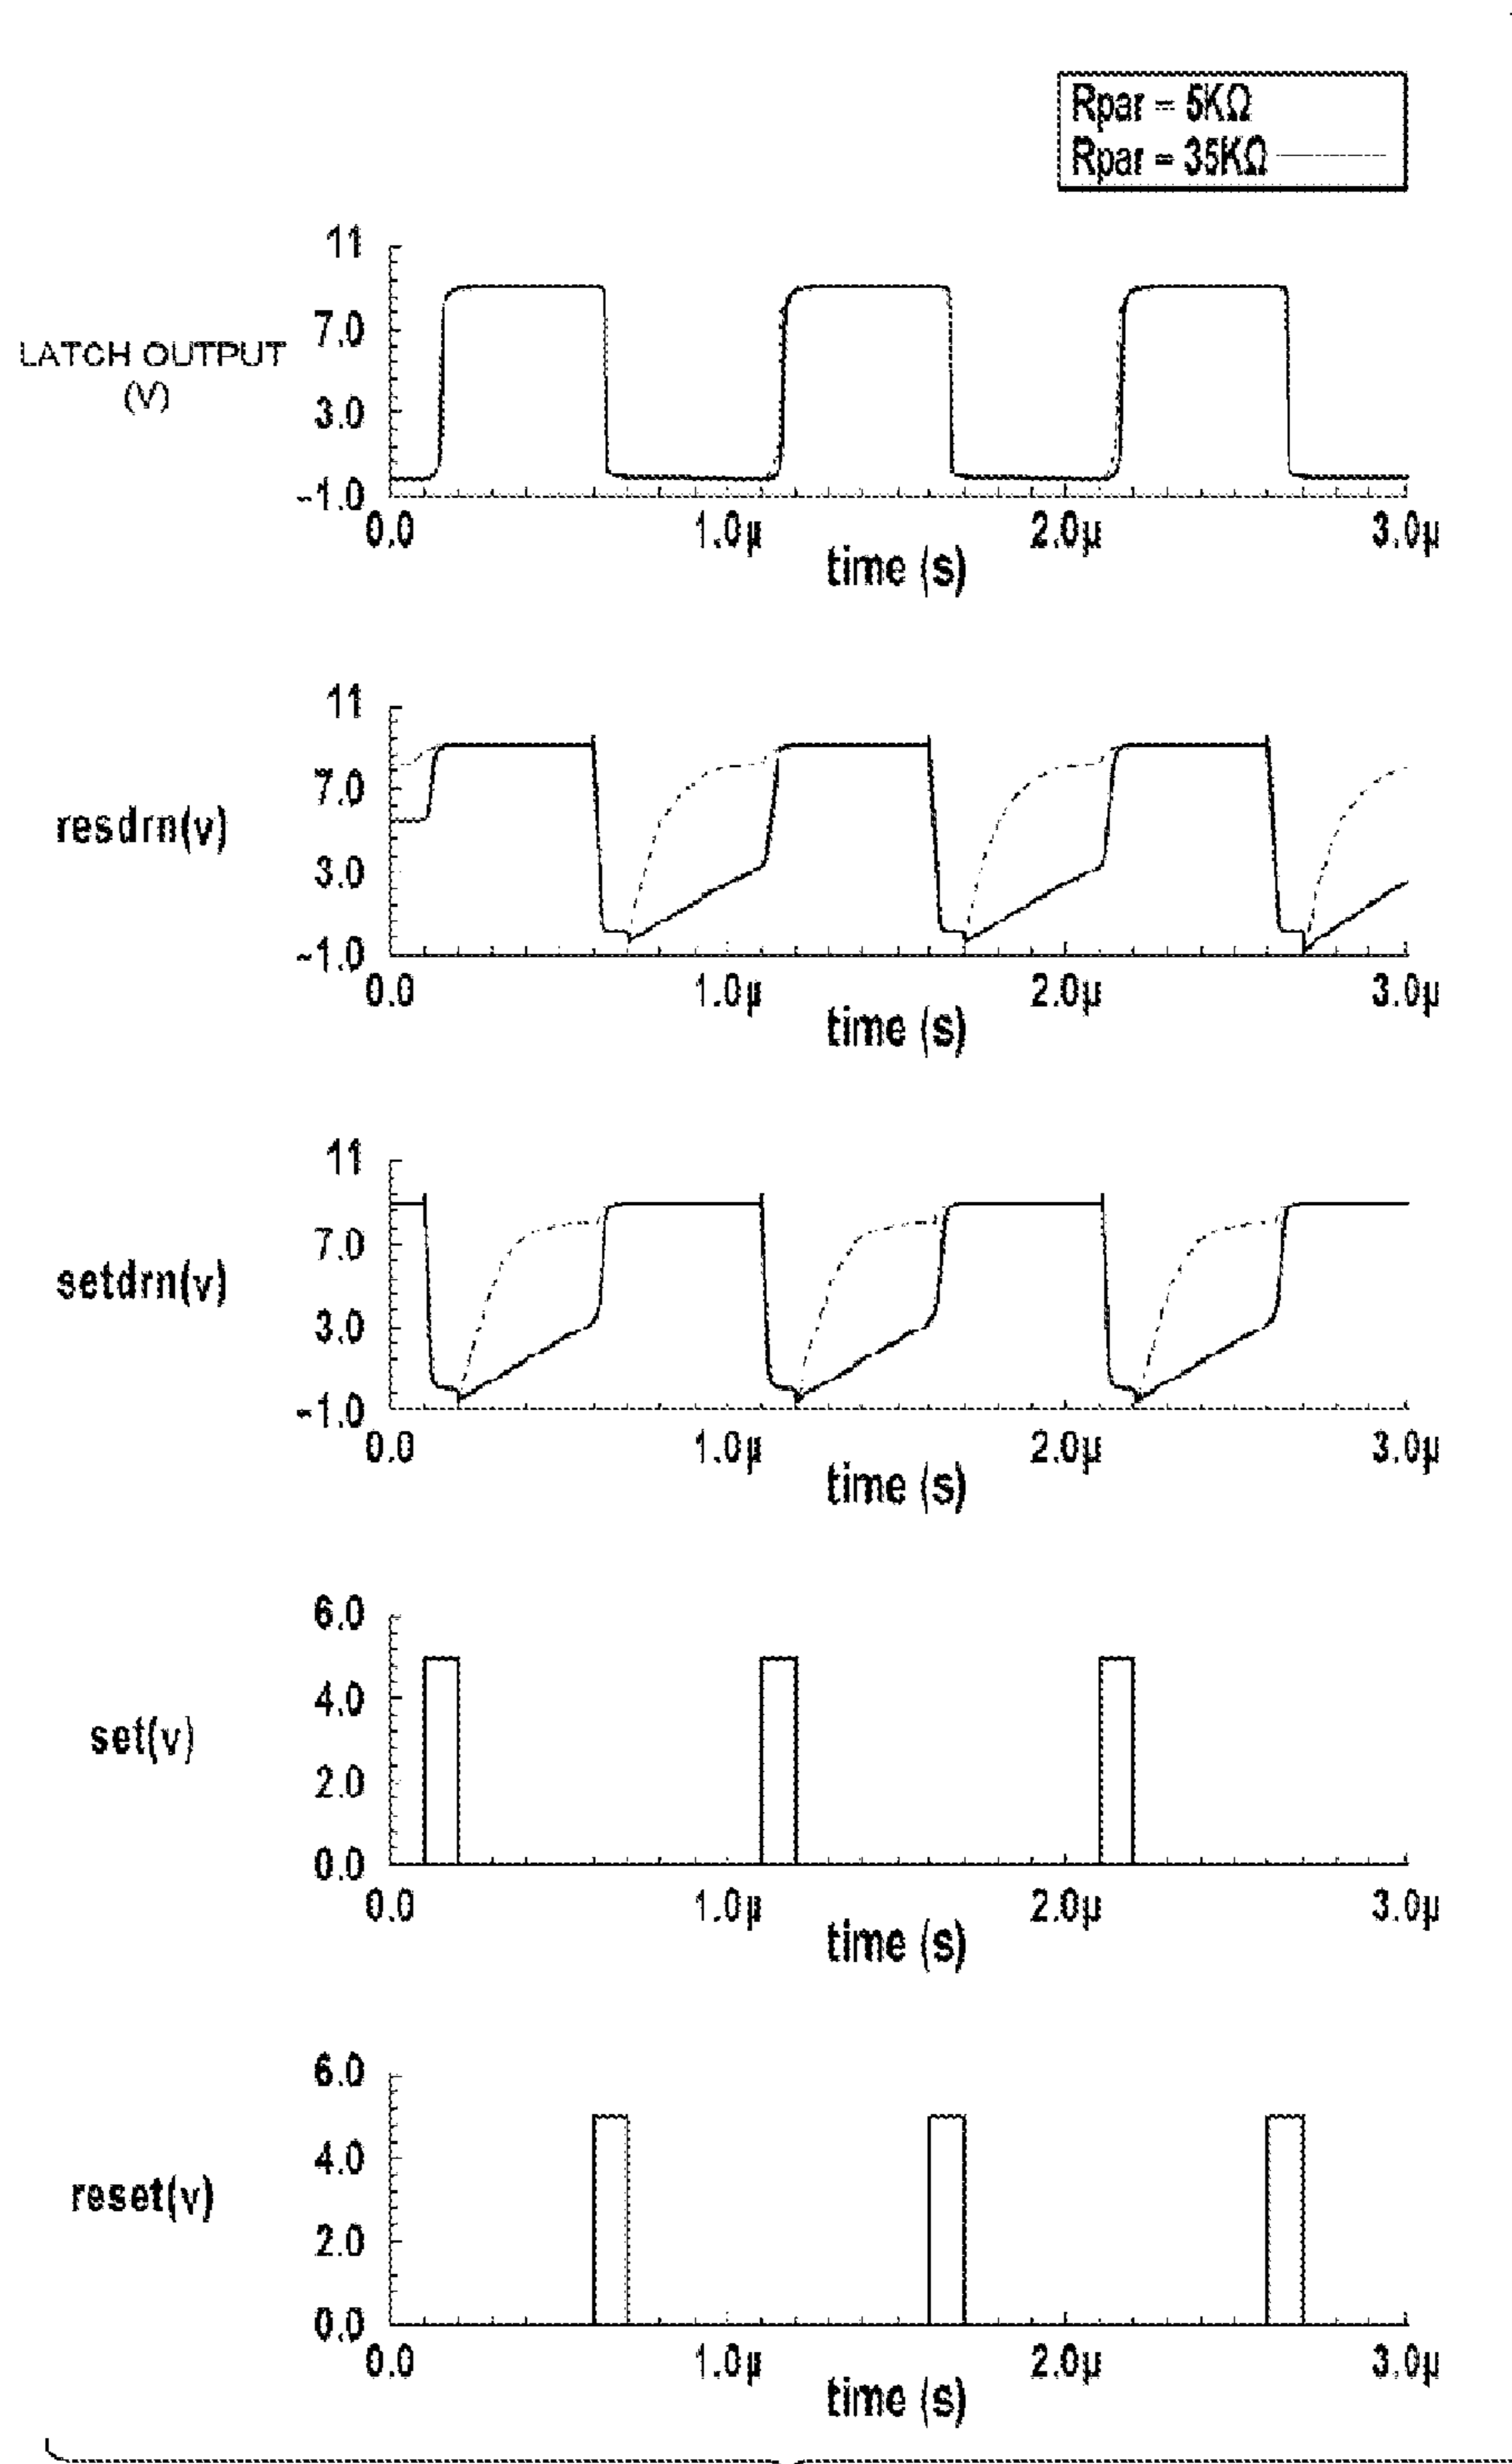 Rpar = 5KΩ
Rpar = 35KΩ
11
7.0
3.0
-1.0
LATCH OUTPUT
(V)
0.0 1.0μ 2.0μ 3.0μ
time (s)
11
7.0
3.0
-1.0
resdrn(v)
0.0 1.0μ 2.0μ 3.0μ
time (s)
11
7.0
3.0
-1.0
setdrn(v)
0.0 1.0μ 2.0μ 3.0μ
time (s)
6.0
4.0
2.0
0.0
set(v)
0.0 1.0μ 2.0μ 3.0μ
time (s)
6.0
4.0
2.0
0.0
reset(v)
0.0 1.0μ 2.0μ 3.0μ
time (s)